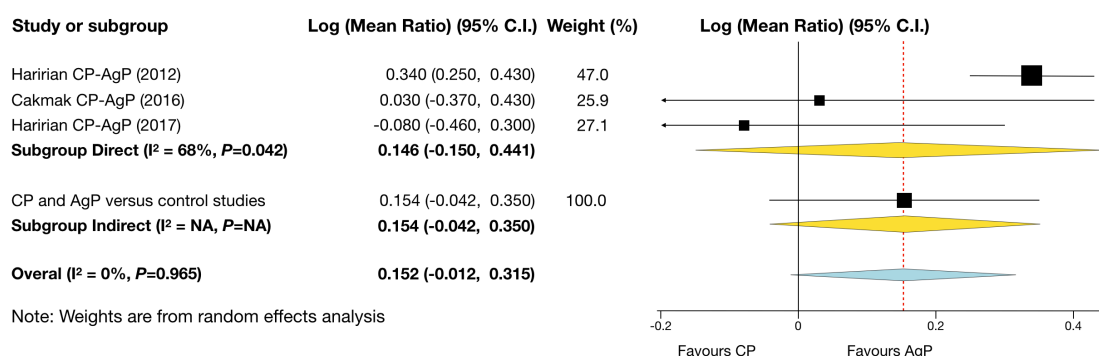 Study or subgroup Log (Mean Ratio) (95% C.I.) Weight (%) Log (Mean Ratio) (95% C.I.)
Haririan CP-AgP (2012) 0.340 (0.250, 0.430) 47.0
Cakmak CP-AgP (2016) 0.030 (-0.370, 0.430) 25.9
Haririan CP-AgP (2017) -0.080 (-0.460, 0.300) 27.1
Subgroup Direct (I² = 68%, P=0.042) 0.146 (-0.150, 0.441)
CP and AgP versus control studies 0.154 (-0.042, 0.350) 100.0
Subgroup Indirect (I² = NA, P=NA) 0.154 (-0.042, 0.350)
Overal (I² = 0%, P=0.965) 0.152 (-0.012, 0.315)
Note: Weights are from random effects analysis
-0.2 0 0.2 0.4
Favours CP Favours AgP